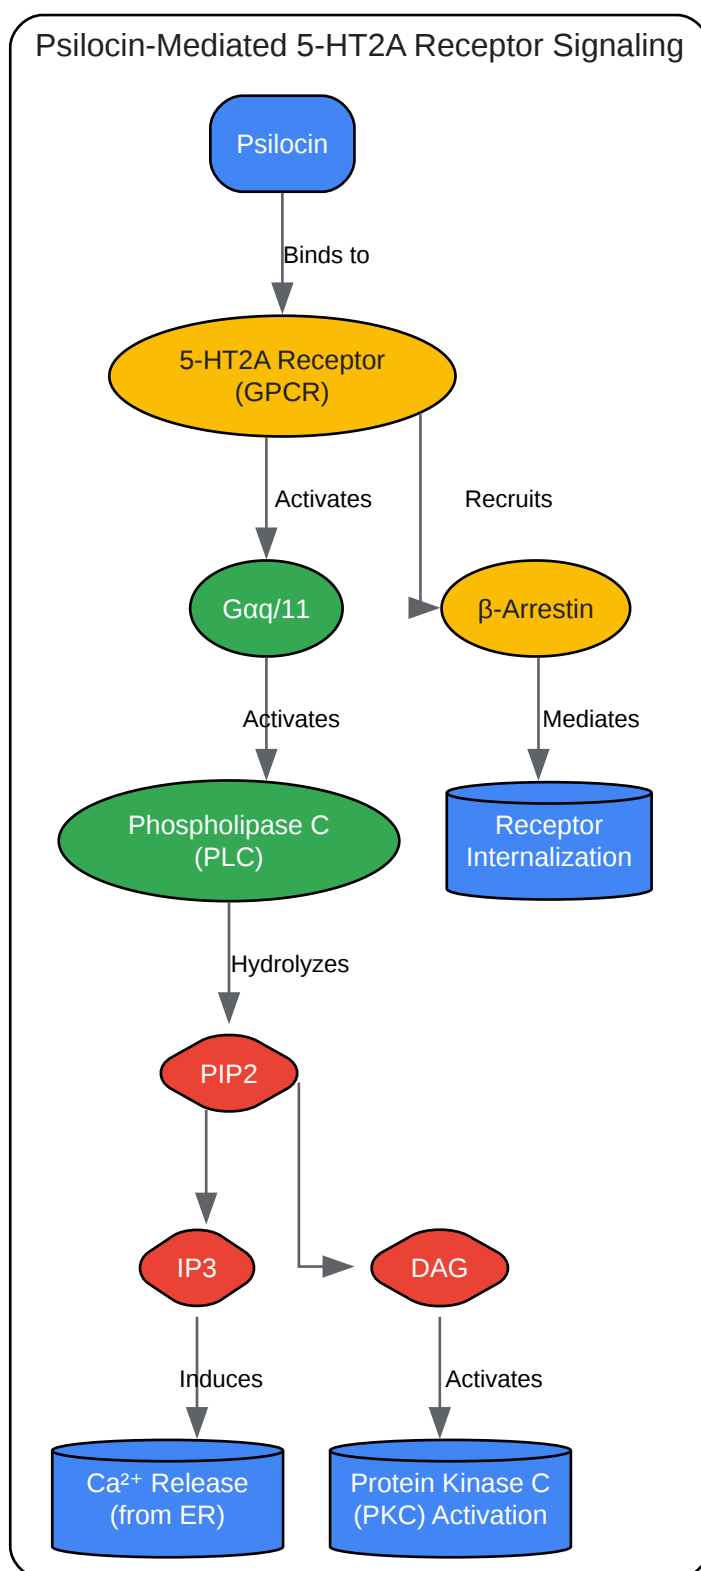 Psilocin-Mediated 5-HT2A Receptor Signaling
Psilocin
Binds to
5-HT2A Receptor
(GPCR)
Activates
Recruits
Gαq/11
β-Arrestin
Activates
Mediates
Phospholipase C
(PLC)
Receptor
Internalization
Hydrolyzes
PIP2
IP3
DAG
Induces
Activates
Ca²⁺ Release
(from ER)
Protein Kinase C
(PKC) Activation